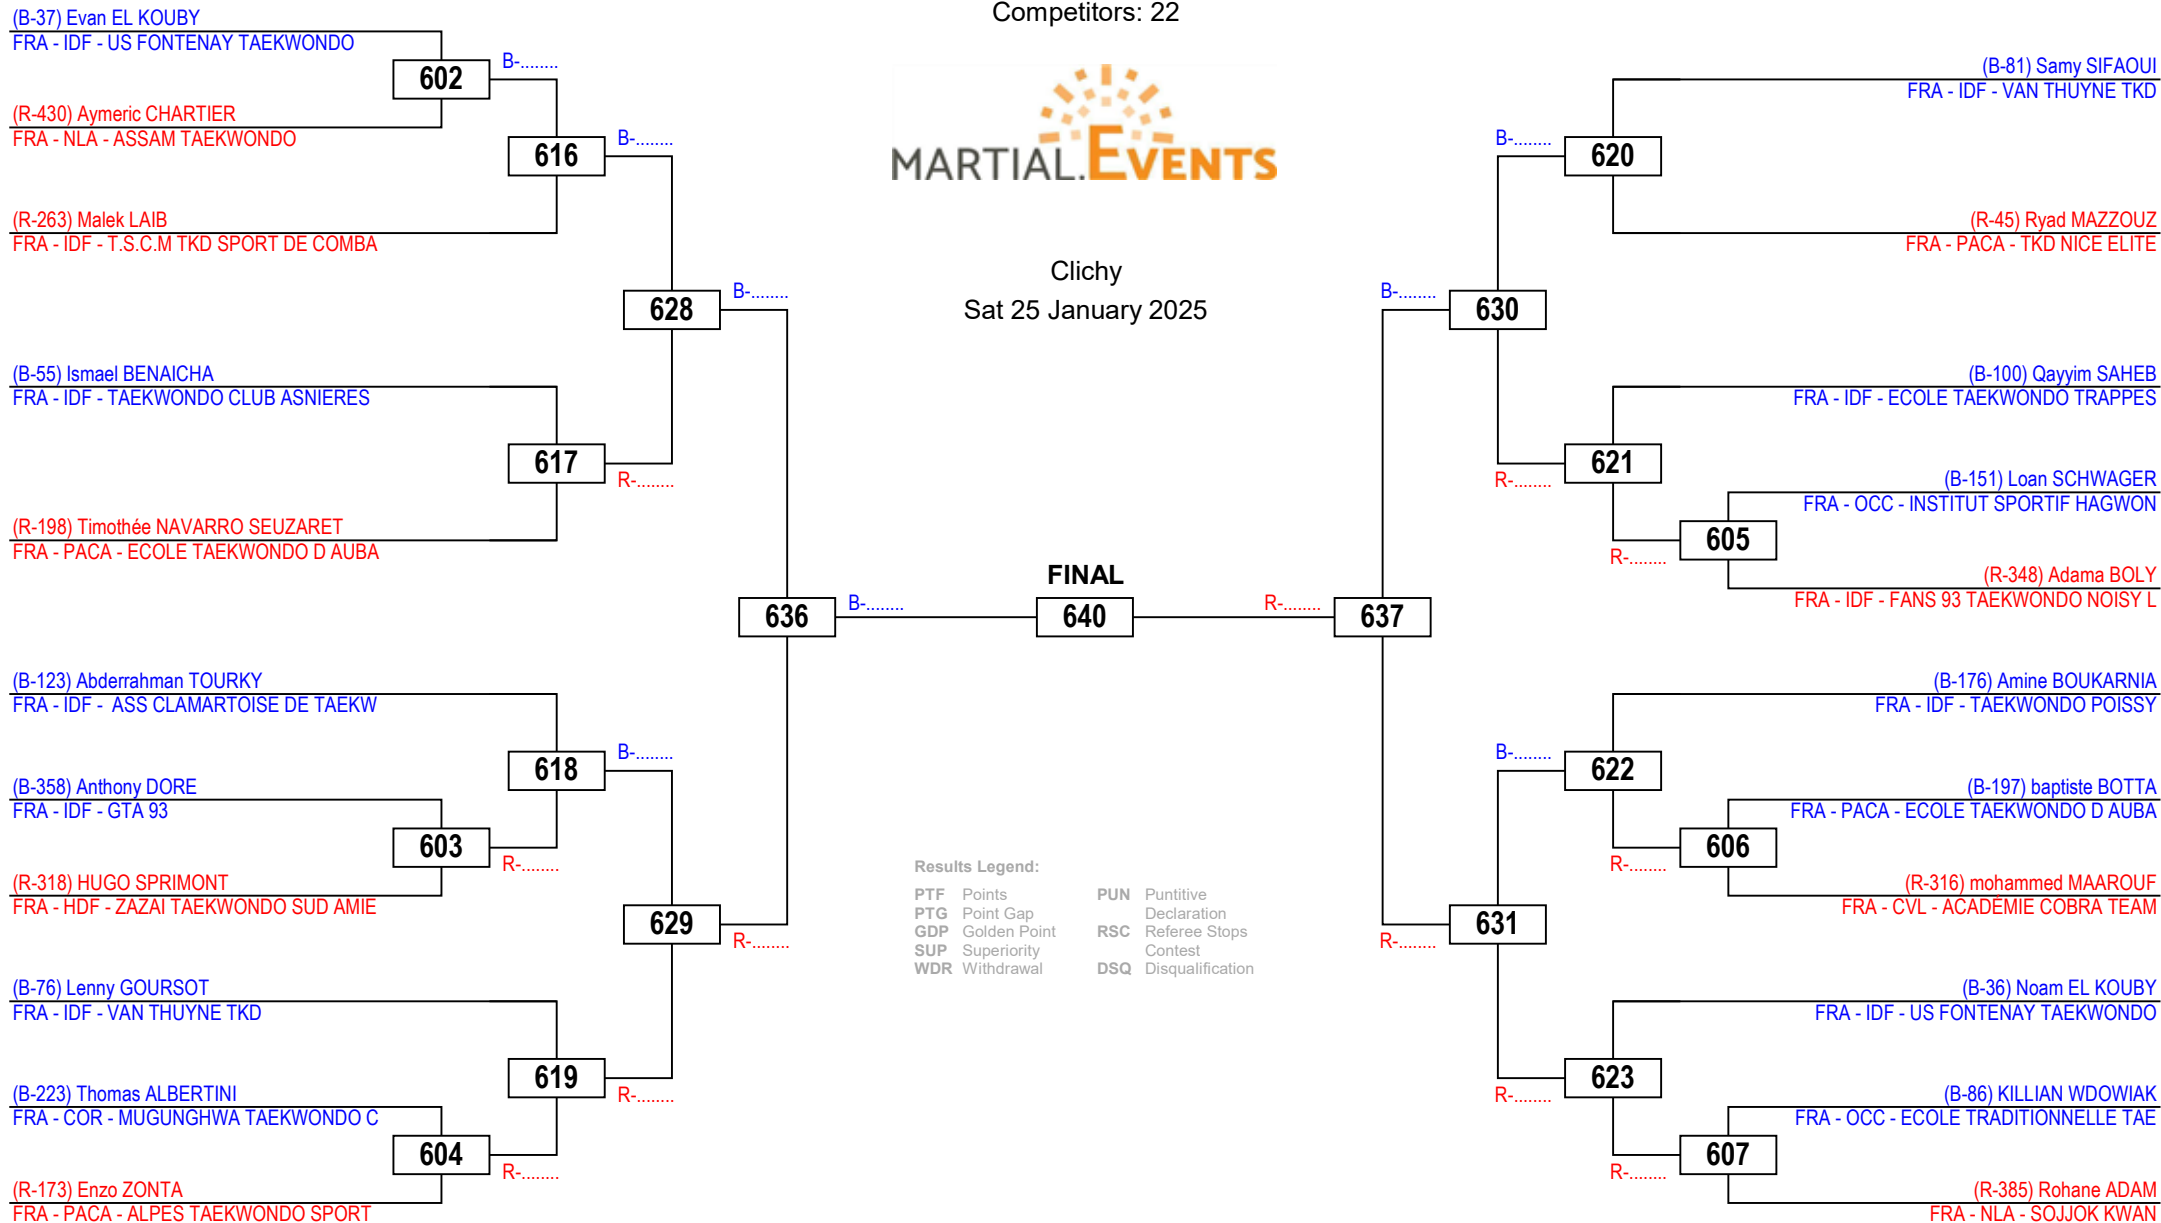 Competitors: 22
MARTIAL.EVENTS
Clichy
Sat 25 January 2025
(B-37) Evan EL KOUBY
FRA - IDF - US FONTENAY TAEKWONDO
602
B-........
(R-430) Aymeric CHARTIER
FRA - NLA - ASSAM TAEKWONDO
616
B-........
(R-263) Malek LAIB
FRA - IDF - T.S.C.M TKD SPORT DE COMBA
628
B-........
(B-55) Ismael BENAICHA
FRA - IDF - TAEKWONDO CLUB ASNIERES
617
R-........
(R-198) Timothée NAVARRO SEUZARET
FRA - PACA - ECOLE TAEKWONDO D AUBA
636
B-........
(B-123) Abderrahman TOURKY
FRA - IDF - ASS CLAMARTOISE DE TAEKW
618
B-........
(B-358) Anthony DORE
FRA - IDF - GTA 93
603
R-........
(R-318) HUGO SPRIMONT
FRA - HDF - ZAZAI TAEKWONDO SUD AMIE
629
R-........
(B-76) Lenny GOURSOT
FRA - IDF - VAN THUYNE TKD
619
R-........
(B-223) Thomas ALBERTINI
FRA - COR - MUGUNGHWA TAEKWONDO C
604
R-........
(R-173) Enzo ZONTA
FRA - PACA - ALPES TAEKWONDO SPORT
FINAL
640
(B-81) Samy SIFAOUI
FRA - IDF - VAN THUYNE TKD
B-........
620
(R-45) Ryad MAZZOUZ
FRA - PACA - TKD NICE ELITE
B-........
630
(B-100) Qayyim SAHEB
FRA - IDF - ECOLE TAEKWONDO TRAPPES
R-........
621
(B-151) Loan SCHWAGER
FRA - OCC - INSTITUT SPORTIF HAGWON
R-........
605
(R-348) Adama BOLY
FRA - IDF - FANS 93 TAEKWONDO NOISY L
R-........
637
(B-176) Amine BOUKARNIA
FRA - IDF - TAEKWONDO POISSY
B-........
622
(B-197) baptiste BOTTA
FRA - PACA - ECOLE TAEKWONDO D AUBA
R-........
606
(R-316) mohammed MAAROUF
FRA - CVL - ACADÉMIE COBRA TEAM
R-........
631
(B-36) Noam EL KOUBY
FRA - IDF - US FONTENAY TAEKWONDO
R-........
623
(B-86) KILLIAN WDOWIAK
FRA - OCC - ECOLE TRADITIONNELLE TAE
R-........
607
(R-385) Rohane ADAM
FRA - NLA - SOJJOK KWAN
Results Legend:
PTF Points PUN Puntitive
PTG Point Gap Declaration
GDP Golden Point RSC Referee Stops
SUP Superiority Contest
WDR Withdrawal DSQ Disqualification